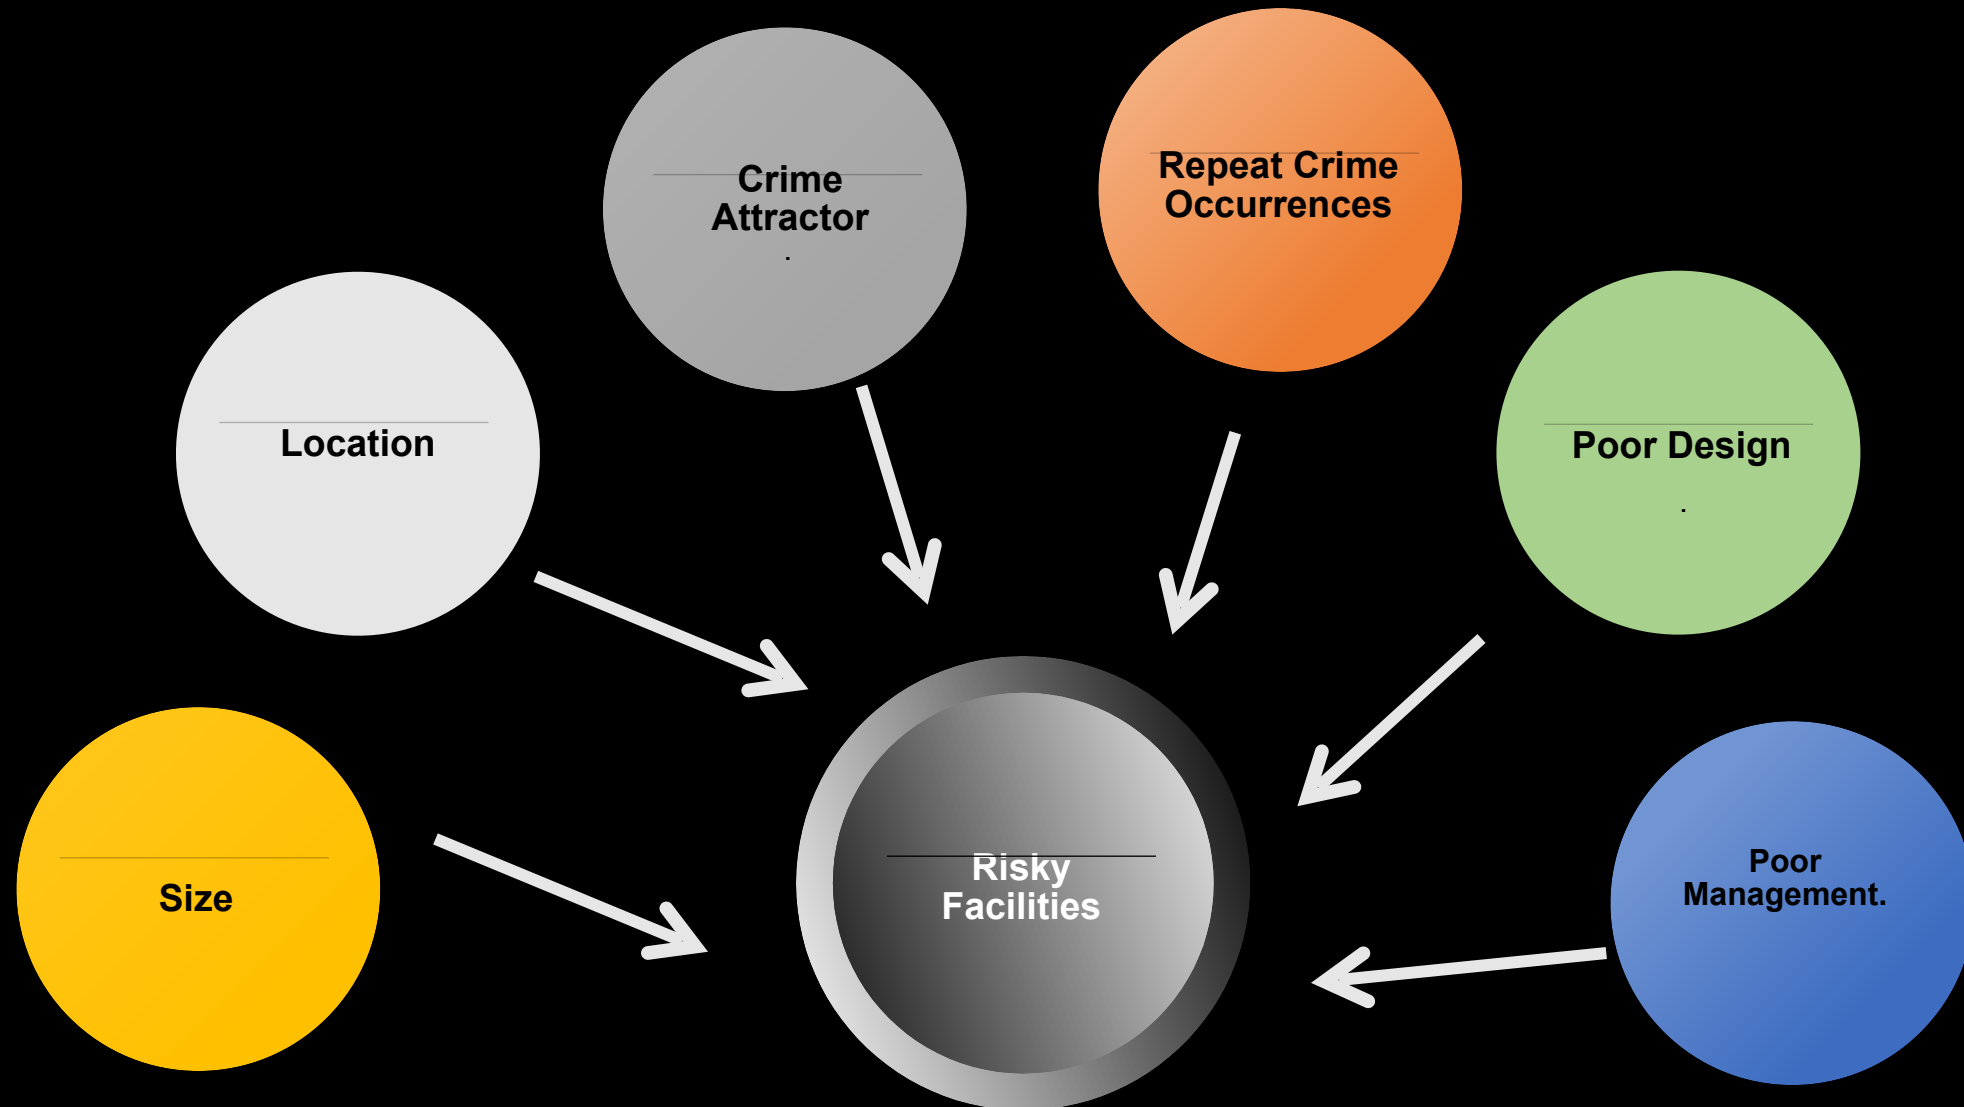 Crime
Attractor
.
Repeat Crime
Occurrences
Location
Poor Design
.
Size
Risky
Facilities
Poor
Management.